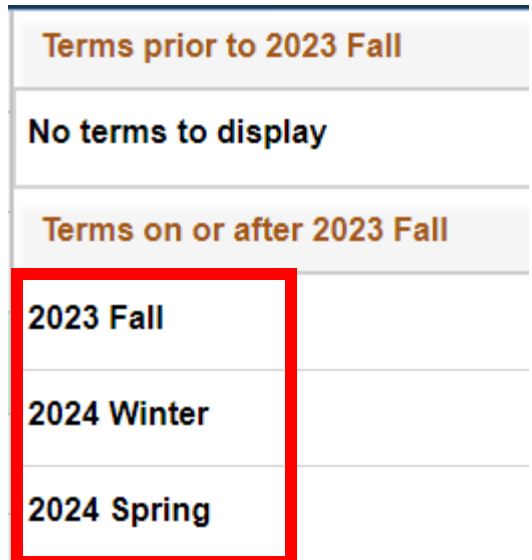 Terms prior to 2023 Fall
No terms to display
Terms on or after 2023 Fall
2023 Fall
2024 Winter
2024 Spring